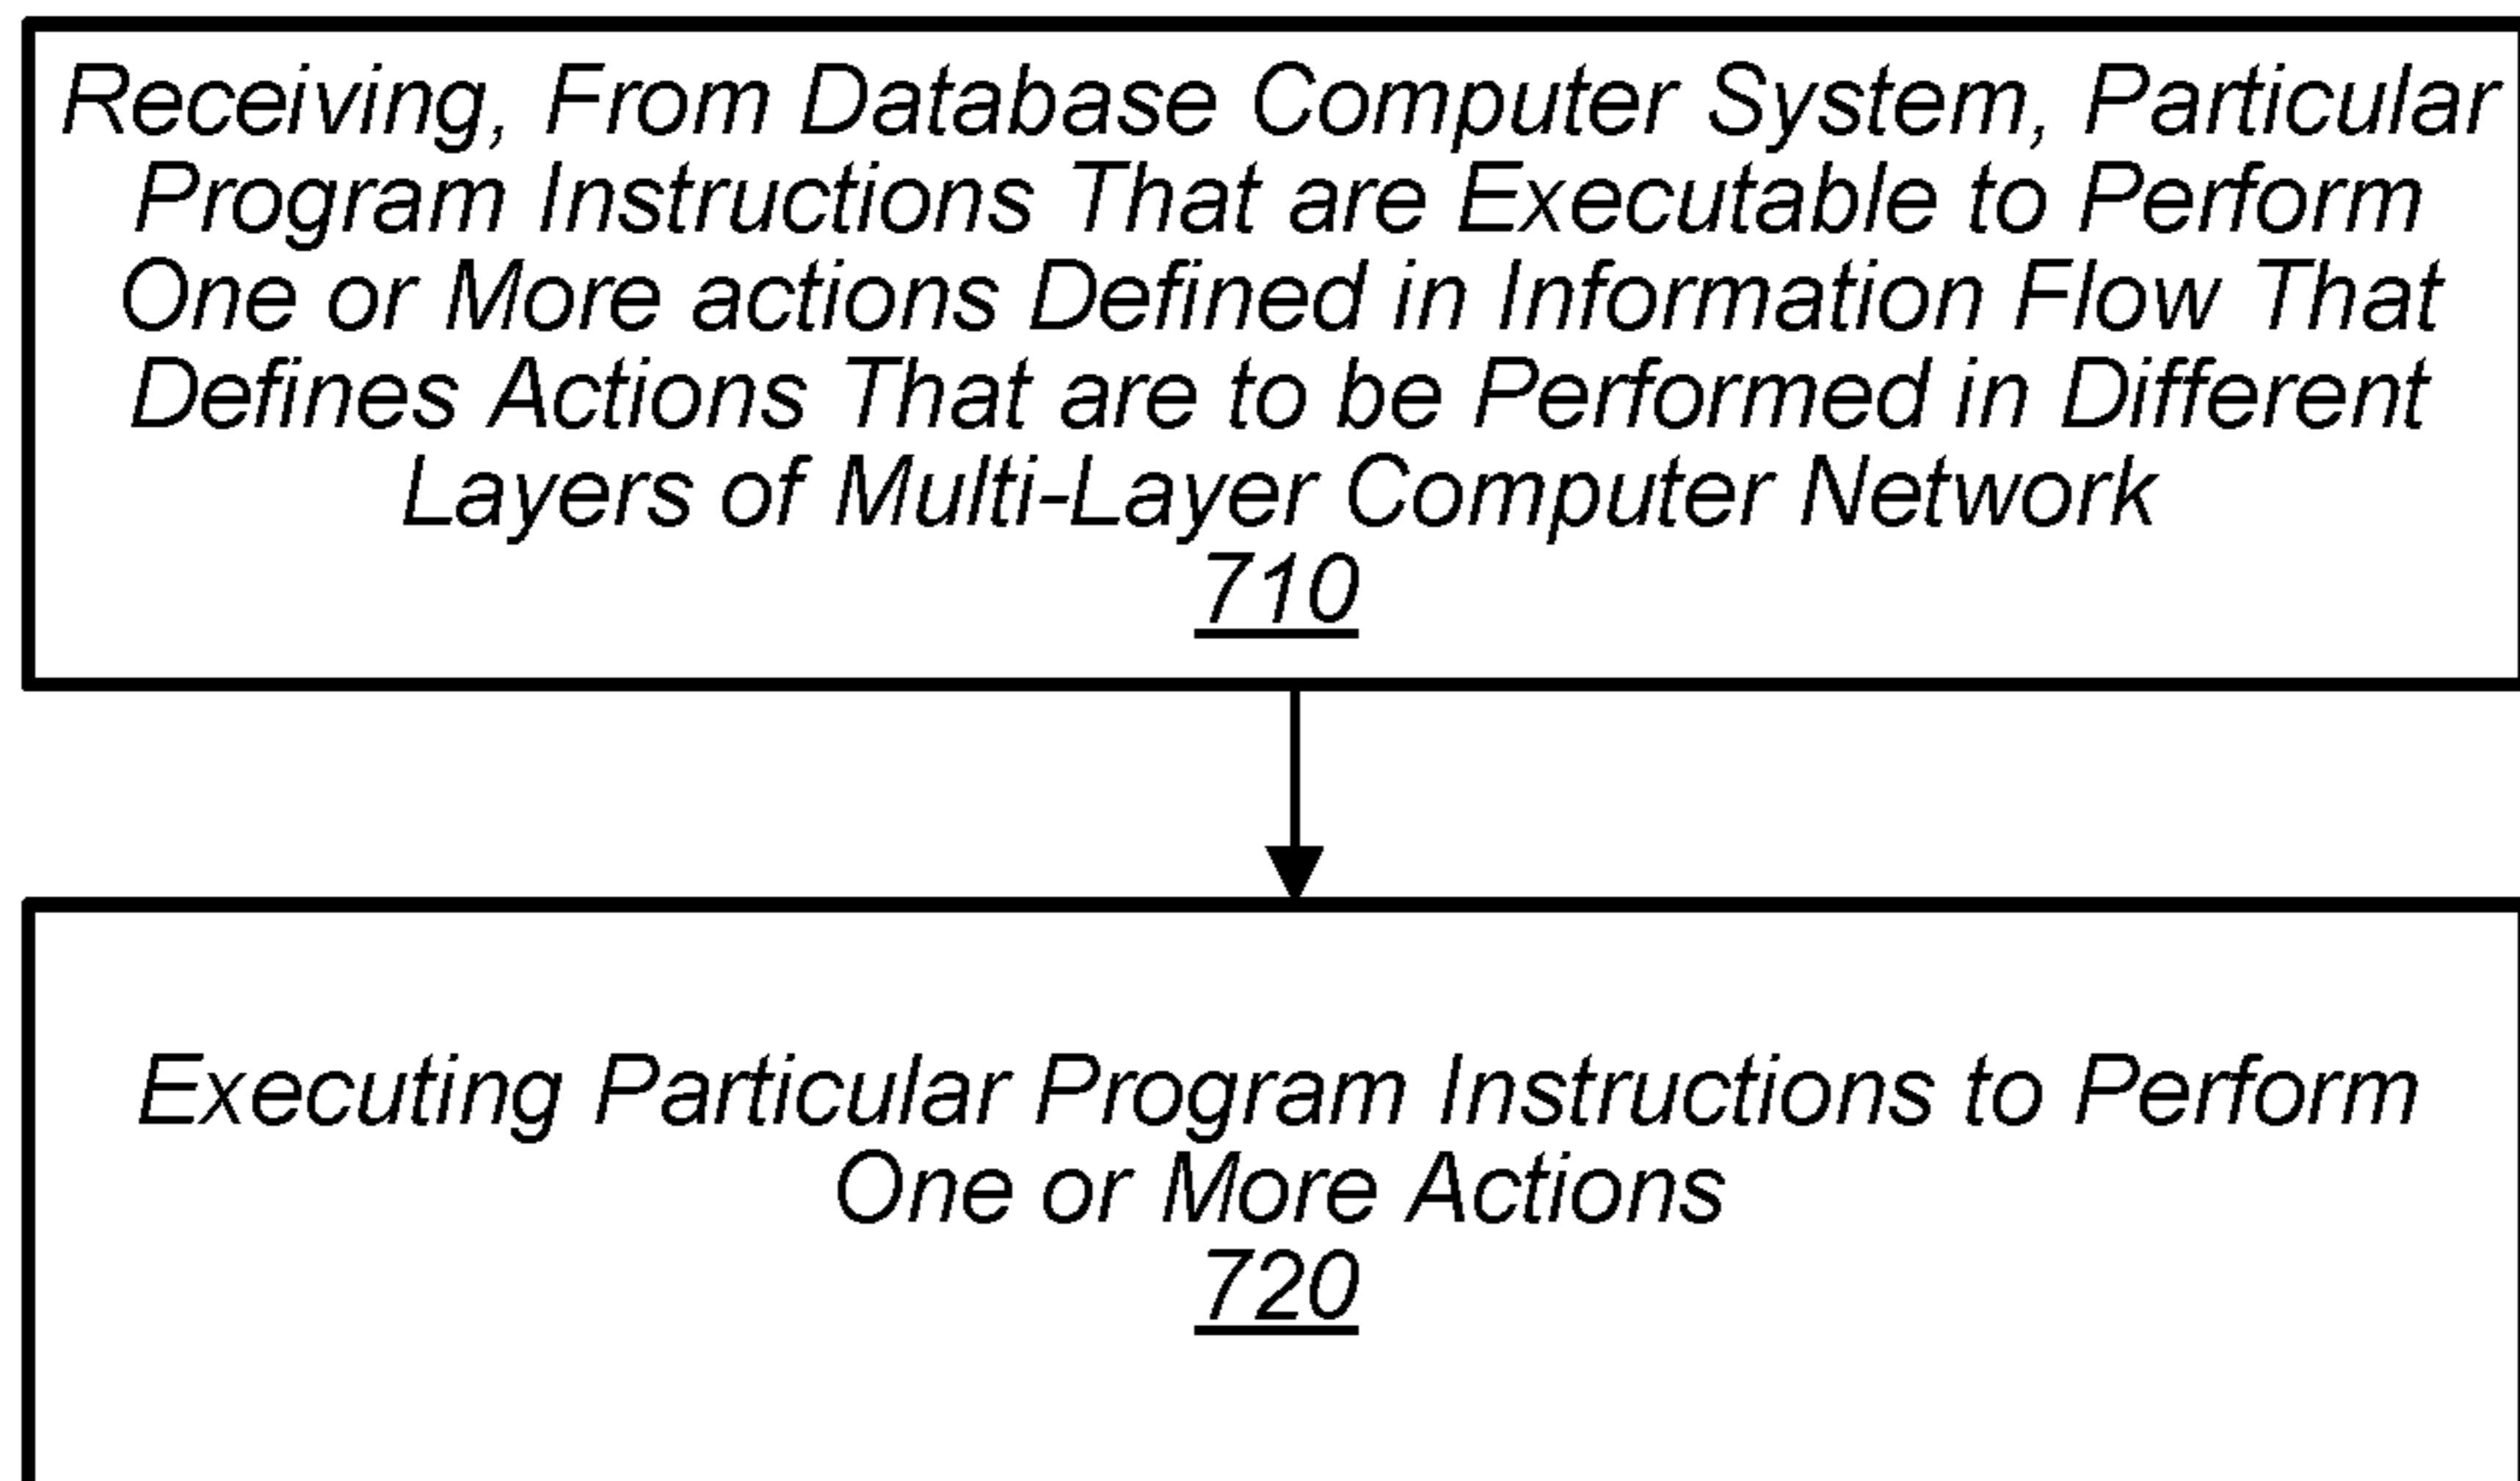 Receiving, From Database Computer System, Particular
Program Instructions That are Executable to Perform
One or More actions Defined in Information Flow That
Defines Actions That are to be Performed in Different
Layers of Multi-Layer Computer Network
710
Executing Particular Program Instructions to Perform
One or More Actions
720